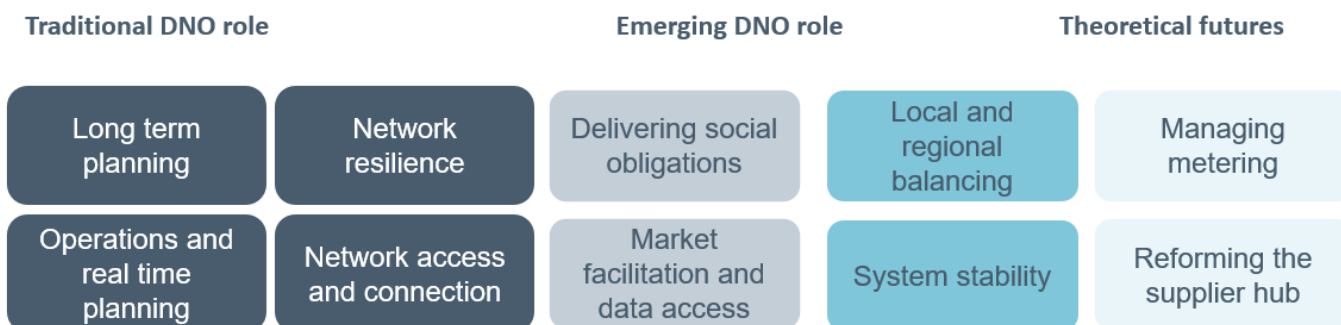 Traditional DNO role
Emerging DNO role
Theoretical futures
Long term
planning
Network
resilience
Delivering social
obligations
Local and
regional
balancing
Managing
metering
Operations and
real time
planning
Network access
and connection
Market
facilitation and
data access
System stability
Reforming the
supplier hub